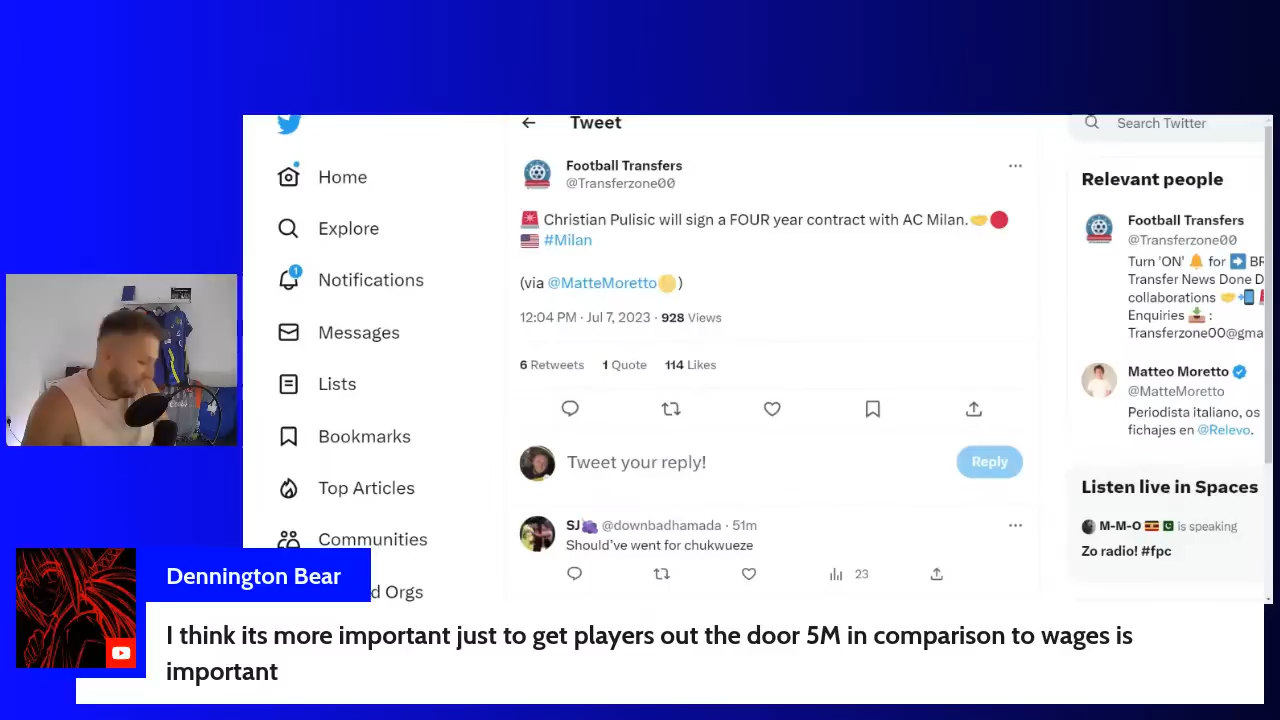 Tweet
Search Twitter
Home
Explore
1
Notifications
Messages
Lists
Bookmarks
Top Articles
Communities
d Orgs
Football Transfers
@Transferzone00
🚨 Christian Pulisic will sign a FOUR year contract with AC Milan.🤝🔴
🇺🇸 #Milan
(via @MatteMoretto🌕)
12:04 PM · Jul 7, 2023 · 928 Views
6 Retweets 1 Quote 114 Likes
Tweet your reply!
Reply
SJ🍇 @downbadhamada · 51m
Should've went for chukwueze
23
Relevant people
Football Transfers
@Transferzone00
Turn 'ON' 🔔 for ➡️ BR
Transfer News Done D
collaborations 🤝📲
Enquiries 📥 :
Transferzone00@gma
Matteo Moretto
@MatteMoretto
Periodista italiano, os
fichajes en @Relevo.
Listen live in Spaces
M-M-O 🇺🇬 🇵🇰 is speaking
Zo radio! #fpc
Dennington Bear
I think its more important just to get players out the door 5M in comparison to wages is
important